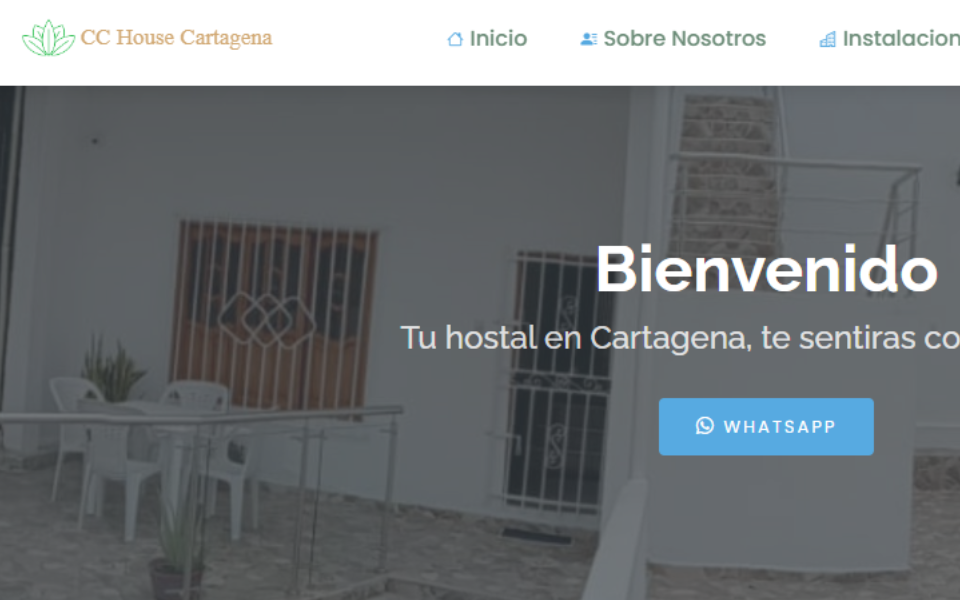 CC House Cartagena
Inicio
Sobre Nosotros
Instalacion
Bienvenido
Tu hostal en Cartagena, te sentiras co
WHATSAPP